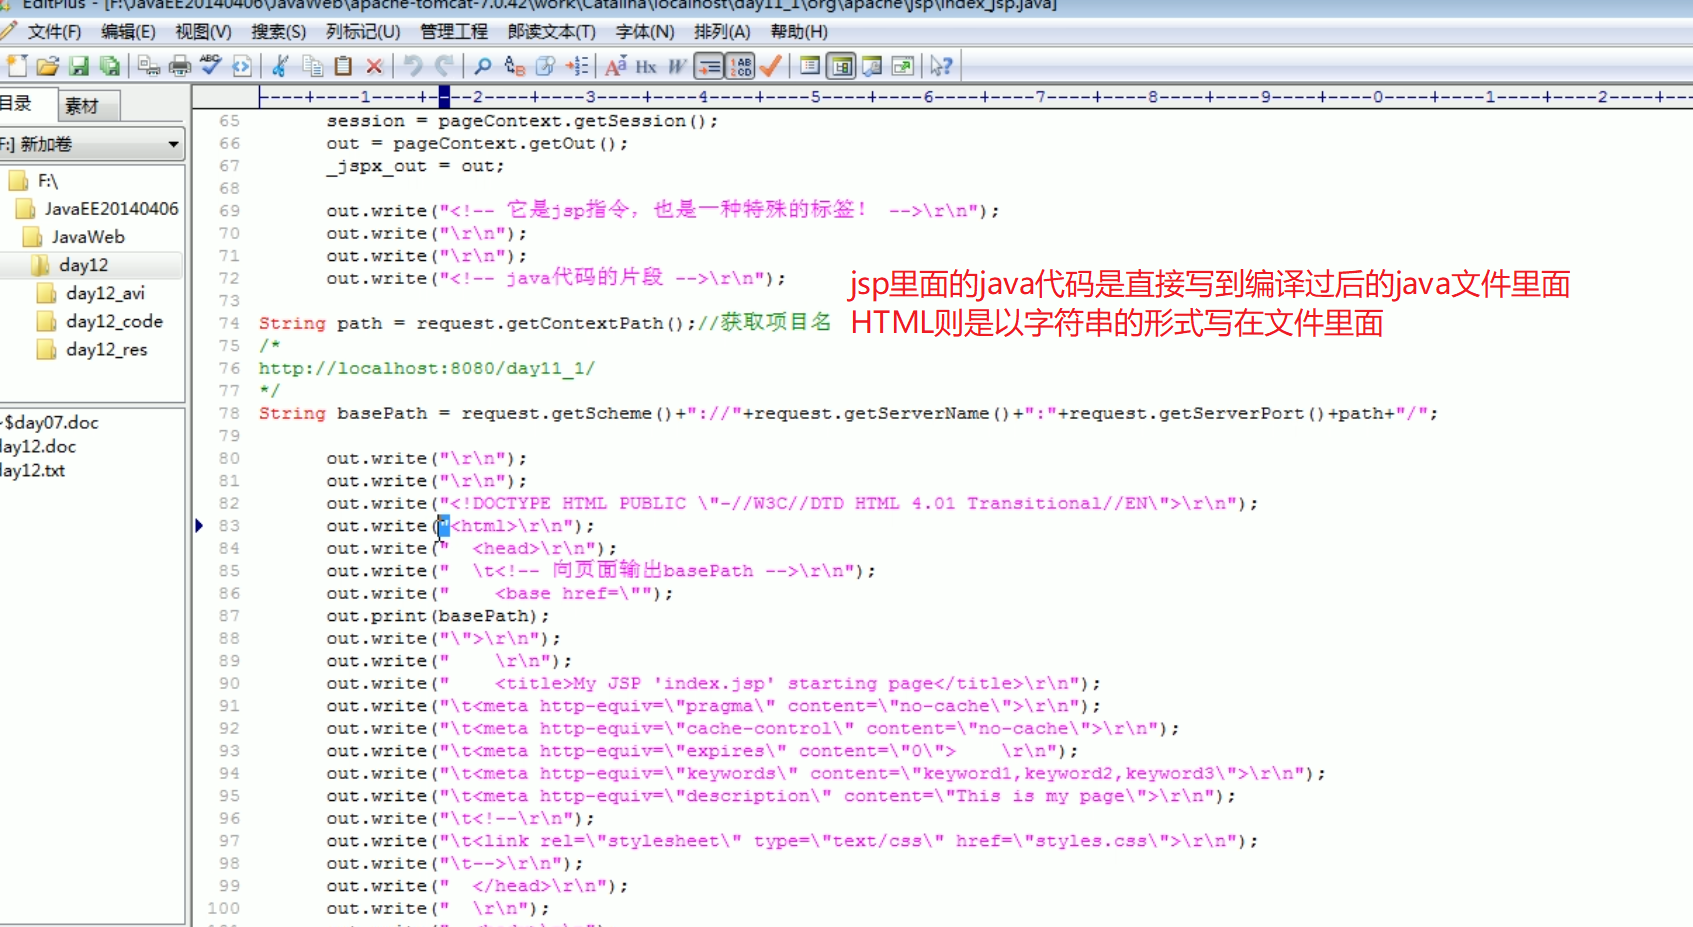 EditPlus - [F:\JavaEE20140406\JavaWeb\apache-tomcat-7.0.42\work\Catalina\localhost\day11_1\org\apache\jsp\index_jsp.java]
文件(F) 编辑(E) 视图(V) 搜索(S) 列标记(U) 管理工程 郎读文本(T) 字体(N) 排列(A) 帮助(H)
目录 素材
F:] 新加卷
F:\
JavaEE20140406
JavaWeb
day12
day12_avi
day12_code
day12_res
~$day07.doc
day12.doc
day12.txt
----+----1----+----2----+----3----+----4----+----5----+----6----+----7----+----8----+----9----+----0----+----1----+----2----+--
65 session = pageContext.getSession();
66 out = pageContext.getOut();
67 _jspx_out = out;
68
69 out.write("<!-- 它是jsp指令，也是一种特殊的标签！ -->\r\n");
70 out.write("\r\n");
71 out.write("\r\n");
72 out.write("<!-- java代码的片段 -->\r\n");
jsp里面的java代码是直接写到编译过后的java文件里面
HTML则是以字符串的形式写在文件里面
73
74 String path = request.getContextPath();//获取项目名
75 /*
76 http://localhost:8080/day11_1/
77 */
78 String basePath = request.getScheme()+"://"+request.getServerName()+":"+request.getServerPort()+path+"/";
79
80 out.write("\r\n");
81 out.write("\r\n");
82 out.write("<!DOCTYPE HTML PUBLIC \"-//W3C//DTD HTML 4.01 Transitional//EN\">\r\n");
83 out.write("<html>\r\n");
84 out.write("  <head>\r\n");
85 out.write("  \t<!-- 向页面输出basePath -->\r\n");
86 out.write("    <base href=\"");
87 out.print(basePath);
88 out.write("\">\r\n");
89 out.write("    \r\n");
90 out.write("    <title>My JSP 'index.jsp' starting page</title>\r\n");
91 out.write("\t<meta http-equiv=\"pragma\" content=\"no-cache\">\r\n");
92 out.write("\t<meta http-equiv=\"cache-control\" content=\"no-cache\">\r\n");
93 out.write("\t<meta http-equiv=\"expires\" content=\"0\">    \r\n");
94 out.write("\t<meta http-equiv=\"keywords\" content=\"keyword1,keyword2,keyword3\">\r\n");
95 out.write("\t<meta http-equiv=\"description\" content=\"This is my page\">\r\n");
96 out.write("\t<!--\r\n");
97 out.write("\t<link rel=\"stylesheet\" type=\"text/css\" href=\"styles.css\">\r\n");
98 out.write("\t-->\r\n");
99 out.write("  </head>\r\n");
100 out.write("  \r\n");